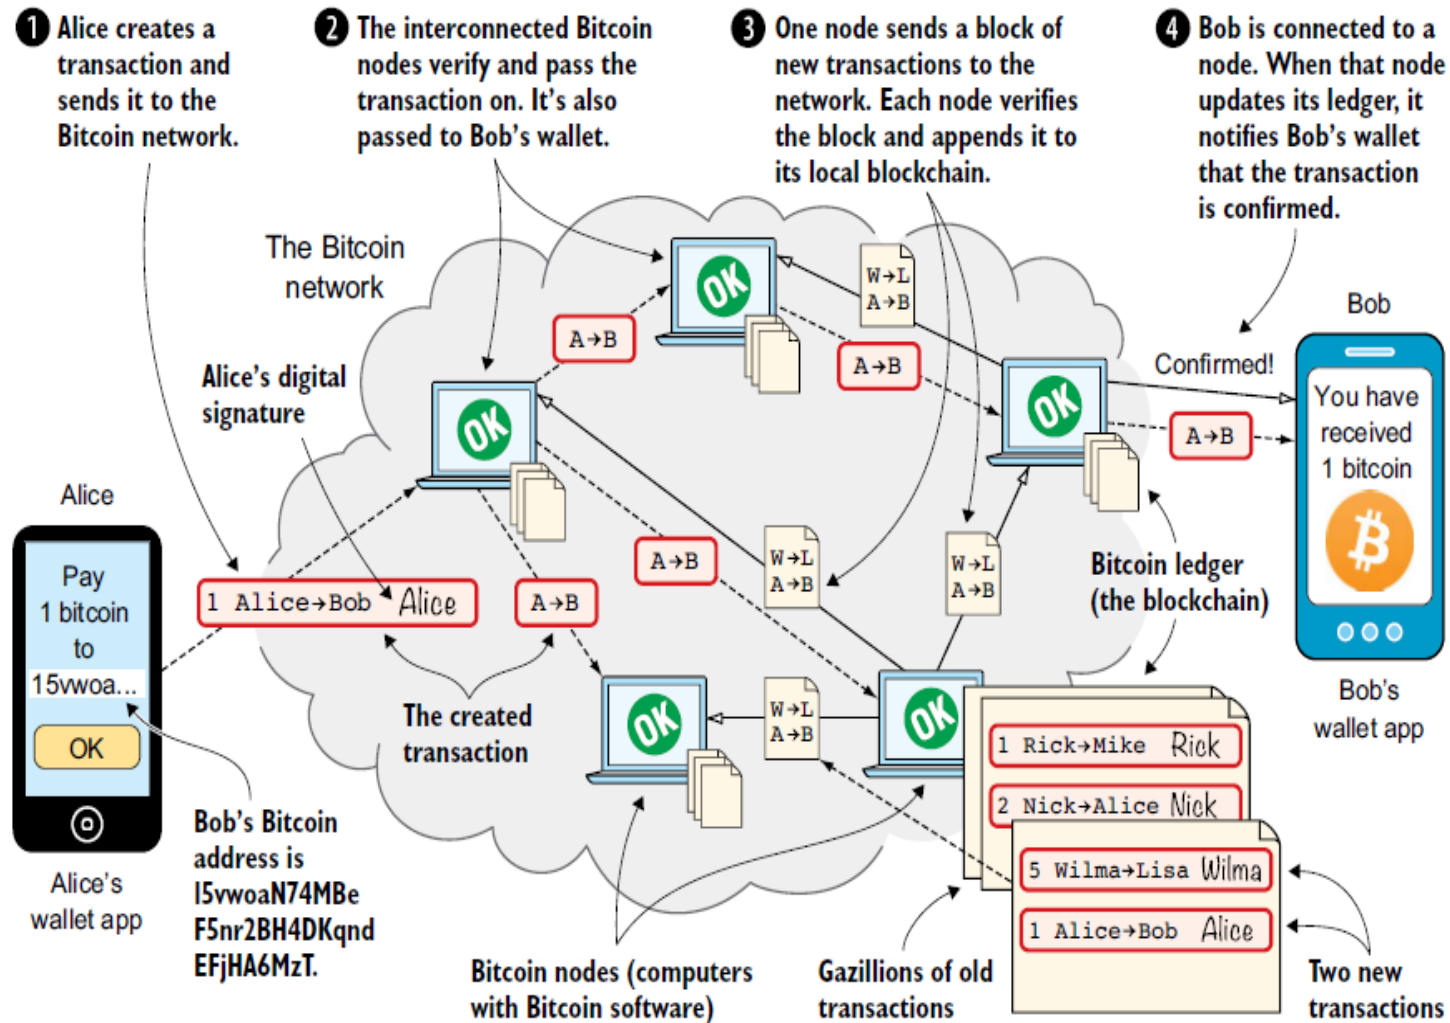 1 Alice creates a
transaction and
sends it to the
Bitcoin network.
2 The interconnected Bitcoin
nodes verify and pass the
transaction on. It's also
passed to Bob's wallet.
3 One node sends a block of
new transactions to the
network. Each node verifies
the block and appends it to
its local blockchain.
4 Bob is connected to a
node. When that node
updates its ledger, it
notifies Bob's wallet
that the transaction
is confirmed.
The Bitcoin
network
OK
W→L
A→B
A→B
A→B
Alice's digital
signature
OK
OK
Confirmed!
A→B
Bob
You have
received
1 bitcoin
₿
Bob's
wallet app
Alice
Pay
1 bitcoin
to
15vwoa...
OK
Alice's
wallet app
1 Alice→Bob Alice
A→B
A→B
W→L
A→B
W→L
A→B
Bitcoin ledger
(the blockchain)
The created
transaction
OK
W→L
A→B
OK
1 Rick→Mike Rick
2 Nick→Alice Nick
5 Wilma→Lisa Wilma
1 Alice→Bob Alice
Bob's Bitcoin
address is
15vwoaN74MBe
F5nr2BH4DKqnd
EFjHA6MzT.
Bitcoin nodes (computers
with Bitcoin software)
Gazillions of old
transactions
Two new
transactions